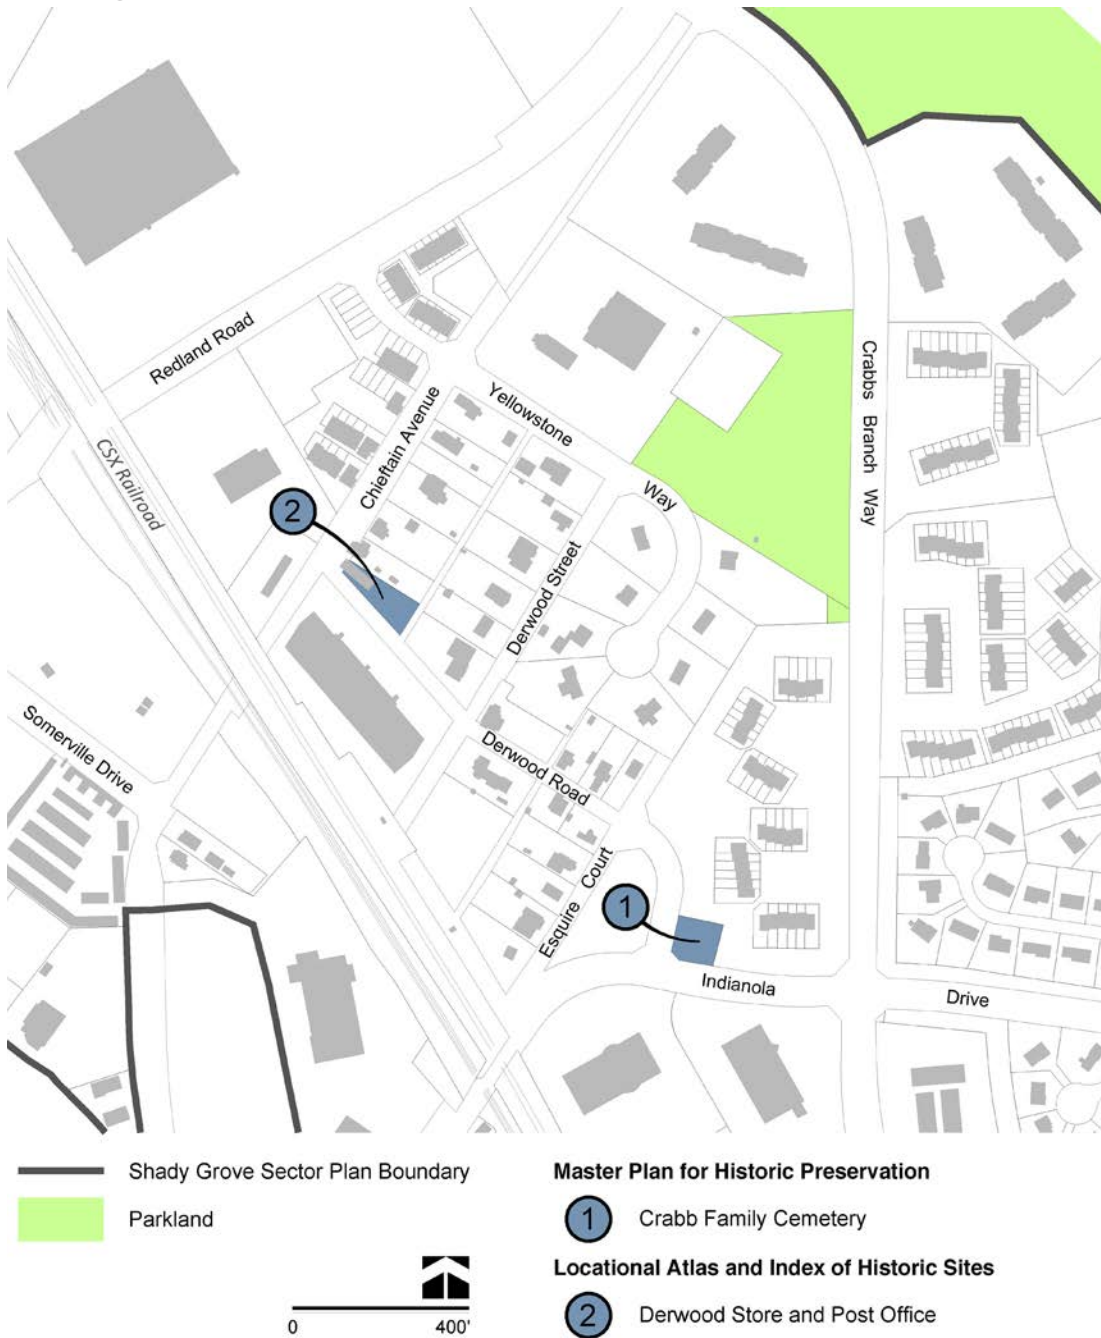 Redland Road
CSX Railroad
Chieftain Avenue
Yellowstone
Way
Crabbs Branch Way
2
Derwood Street
Somerville Drive
Derwood Road
Esquire Court
1
Indianola
Drive
Shady Grove Sector Plan Boundary
Parkland
0 400'
Master Plan for Historic Preservation
1 Crabb Family Cemetery
Locational Atlas and Index of Historic Sites
2 Derwood Store and Post Office